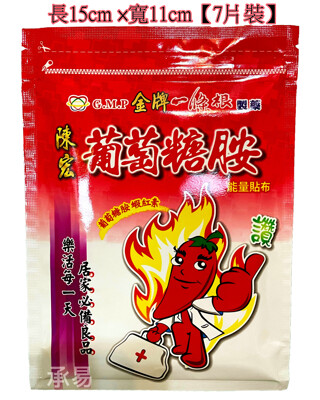 長15cm ×寬11cm【7片裝】
G.M.P 金牌一條根 製藥
陳宏
葡萄糖胺
能量貼布
葡萄糖胺 蝦紅素
讚
居家必備良品
樂活每一天
承易